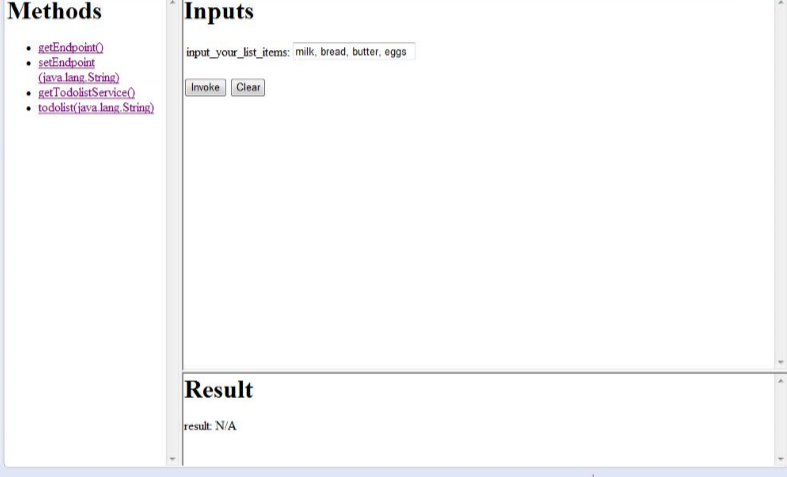 Methods
getEndpoint()
setEndpoint
(java.lang.String)
getTodolistService()
todolist(java.lang.String)
Inputs
input_your_list_items: milk, bread, butter, eggs
Invoke Clear
Result
result: N/A